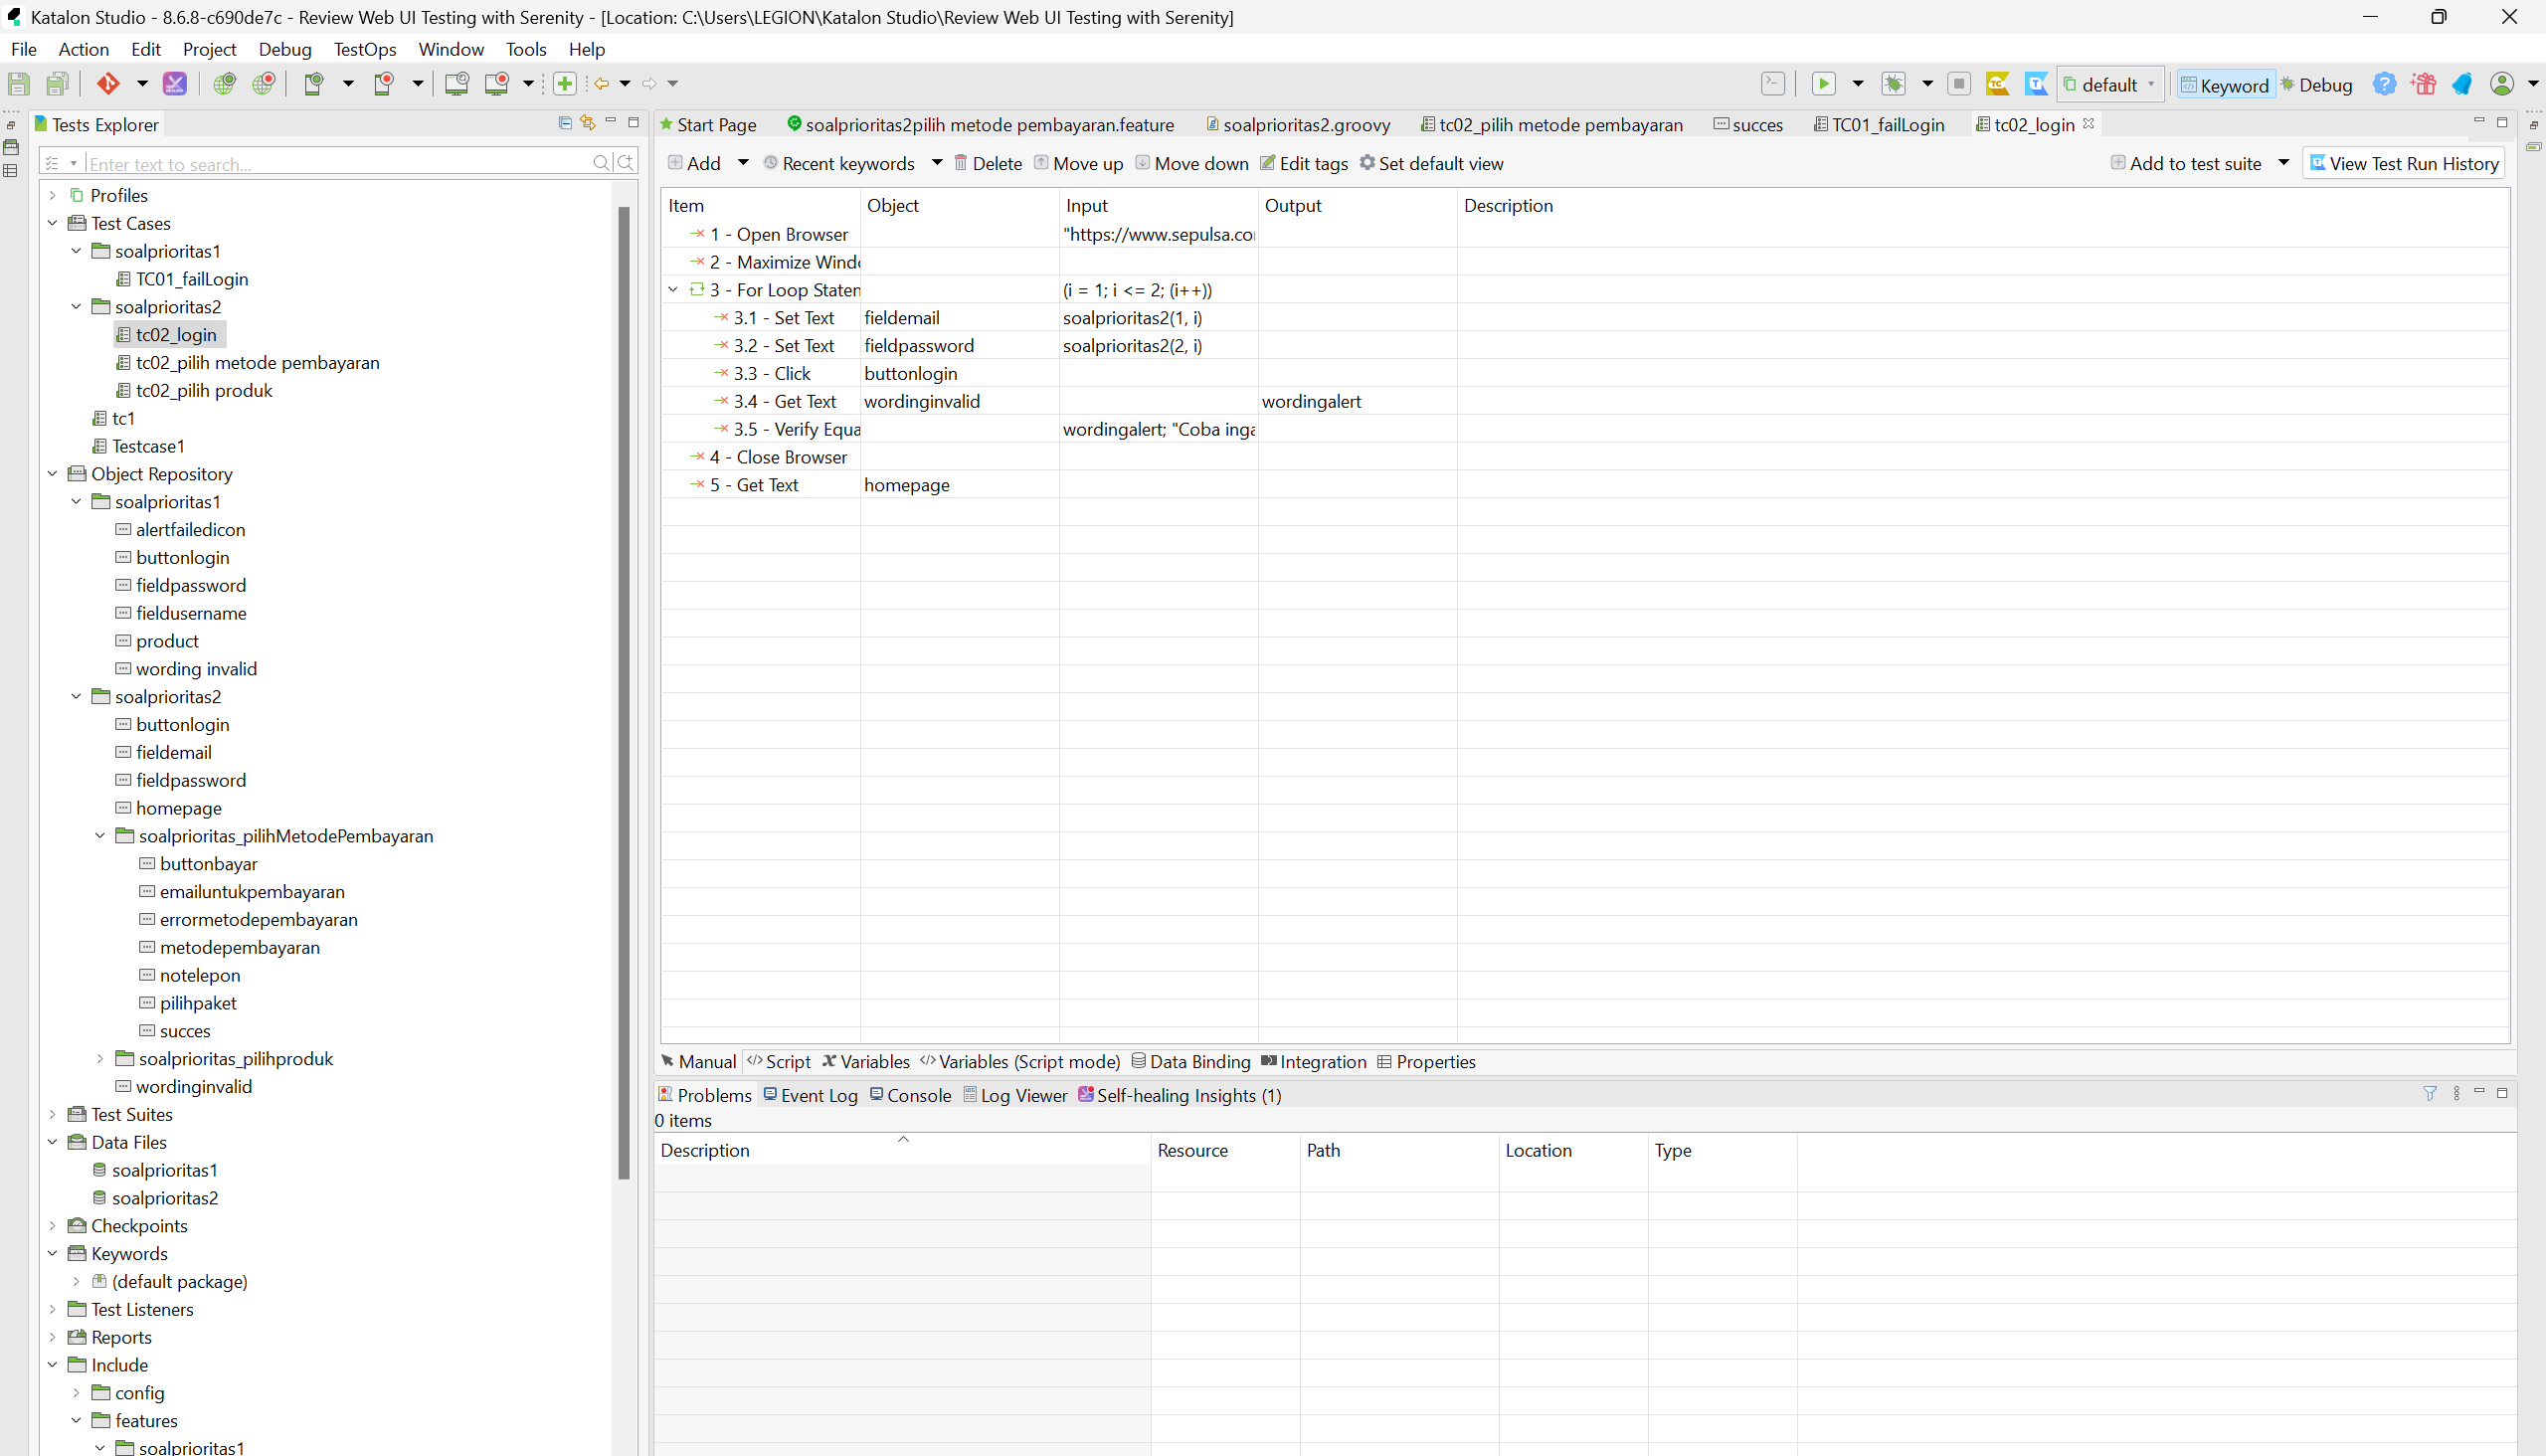 Katalon Studio - 8.6.8-c690de7c - Review Web UI Testing with Serenity - [Location: C:\Users\LEGION\Katalon Studio\Review Web UI Testing with Serenity]
File Action Edit Project Debug TestOps Window Tools Help
default Keyword Debug
Tests Explorer
Enter text to search...
Profiles
Test Cases
soalprioritas1
TC01_failLogin
soalprioritas2
tc02_login
tc02_pilih metode pembayaran
tc02_pilih produk
tc1
Testcase1
Object Repository
soalprioritas1
alertfailedicon
buttonlogin
fieldpassword
fieldusername
product
wording invalid
soalprioritas2
buttonlogin
fieldemail
fieldpassword
homepage
soalprioritas_pilihMetodePembayaran
buttonbayar
emailuntukpembayaran
errormetodepembayaran
metodepembayaran
notelepon
pilihpaket
succes
soalprioritas_pilihproduk
wordinginvalid
Test Suites
Data Files
soalprioritas1
soalprioritas2
Checkpoints
Keywords
(default package)
Test Listeners
Reports
Include
config
features
soalprioritas1
Start Page soalprioritas2pilih metode pembayaran.feature soalprioritas2.groovy tc02_pilih metode pembayaran succes TC01_failLogin tc02_login
Add Recent keywords Delete Move up Move down Edit tags Set default view Add to test suite View Test Run History
Item Object Input Output Description
1 - Open Browser "https://www.sepulsa.co
2 - Maximize Wind
3 - For Loop Staten (i = 1; i <= 2; (i++))
3.1 - Set Text fieldemail soalprioritas2(1, i)
3.2 - Set Text fieldpassword soalprioritas2(2, i)
3.3 - Click buttonlogin
3.4 - Get Text wordinginvalid wordingalert
3.5 - Verify Equa wordingalert; "Coba inga
4 - Close Browser
5 - Get Text homepage
Manual Script Variables Variables (Script mode) Data Binding Integration Properties
Problems Event Log Console Log Viewer Self-healing Insights (1)
0 items
Description Resource Path Location Type